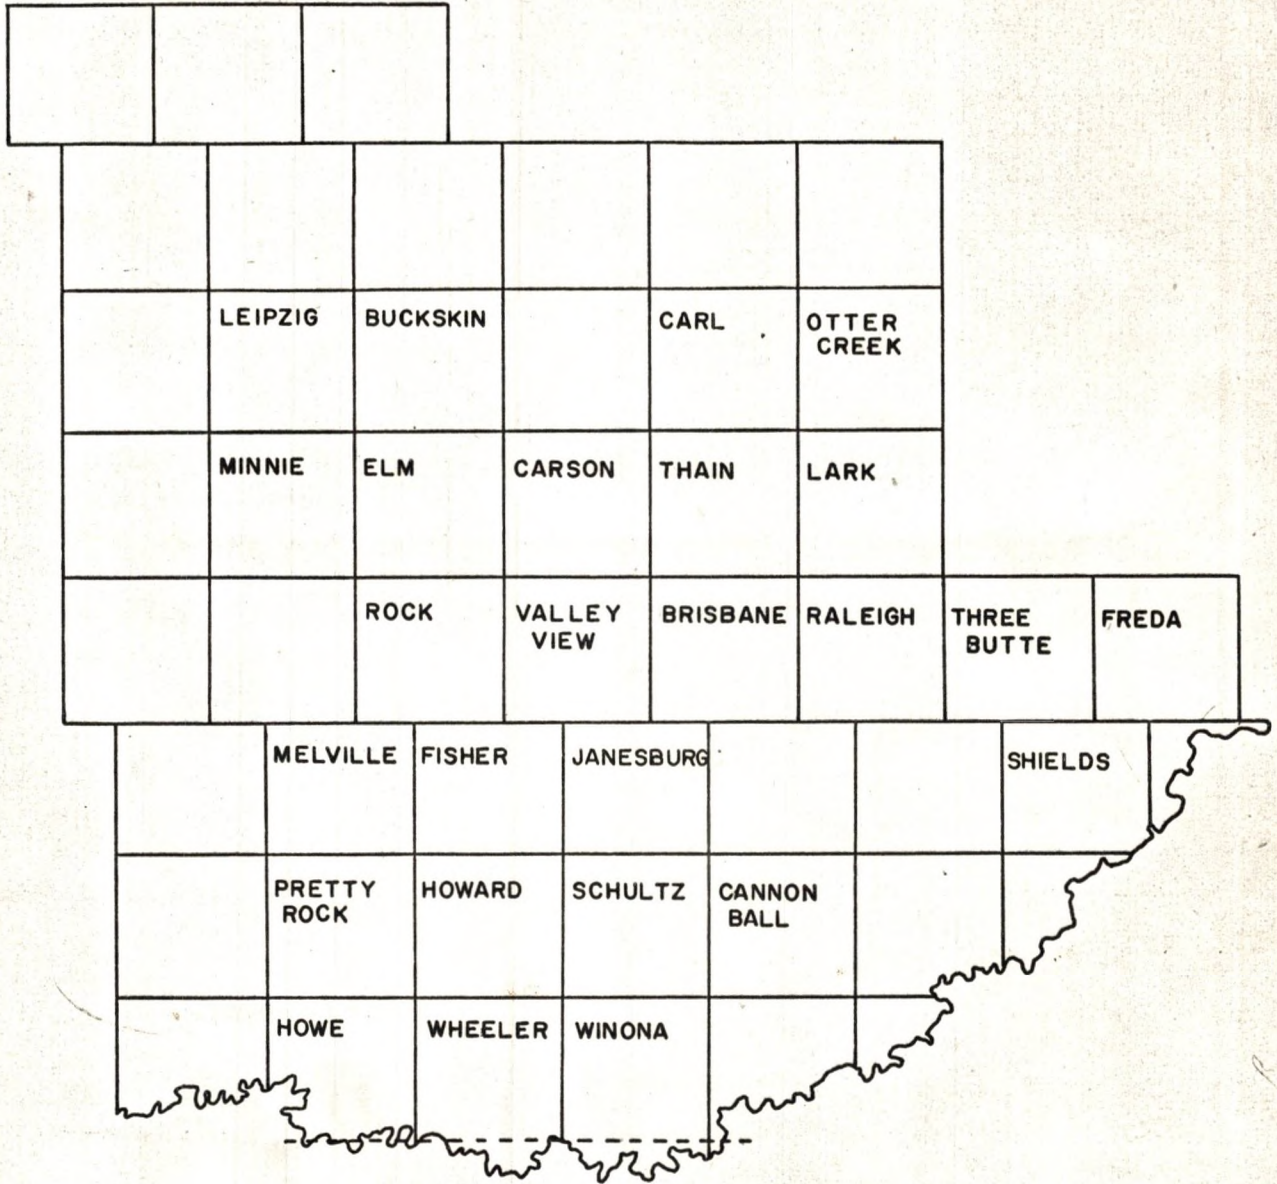 LEIPZIG
BUCKSKIN
CARL
OTTER
CREEK
MINNIE
ELM
CARSON
THAIN
LARK
ROCK
VALLEY
VIEW
BRISBANE
RALEIGH
THREE
BUTTE
FREDA
MELVILLE
FISHER
JANESBURG
SHIELDS
PRETTY
ROCK
HOWARD
SCHULTZ
CANNON
BALL
HOWE
WHEELER
WINONA